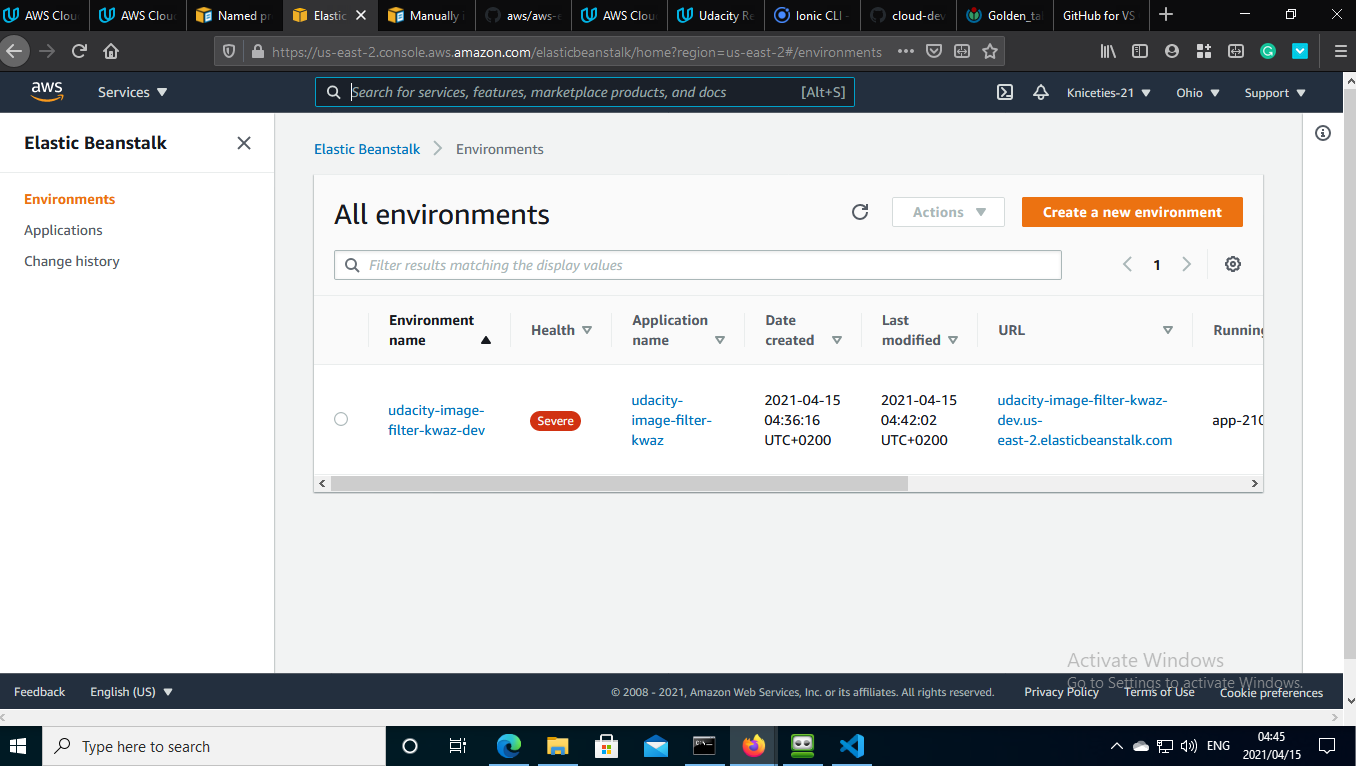 AWS Clou
AWS Clou
Named pr
Elastic
Manually
aws/aws-e
AWS Clou
Udacity Re
Ionic CLI -
cloud-dev
Golden_ta
GitHub for VS
https://us-east-2.console.aws.amazon.com/elasticbeanstalk/home?region=us-east-2#/environments
aws
Services
Search for services, features, marketplace products, and docs
[Alt+S]
Kniceties-21
Ohio
Support
Elastic Beanstalk
Environments
Applications
Change history
Elastic Beanstalk
Environments
All environments
Actions
Create a new environment
Filter results matching the display values
1
Environment
name
Health
Application
name
Date
created
Last
modified
URL
Running
udacity-image-
filter-kwaz-dev
Severe
udacity-
image-filter-
kwaz
2021-04-15
04:36:16
UTC+0200
2021-04-15
04:42:02
UTC+0200
udacity-image-filter-kwaz-
dev.us-
east-2.elasticbeanstalk.com
app-210
Activate Windows
Go to Settings to activate Windows.
Feedback
English (US)
© 2008 - 2021, Amazon Web Services, Inc. or its affiliates. All rights reserved.
Privacy Policy
Terms of Use
Cookie preferences
Type here to search
ENG
04:45
2021/04/15